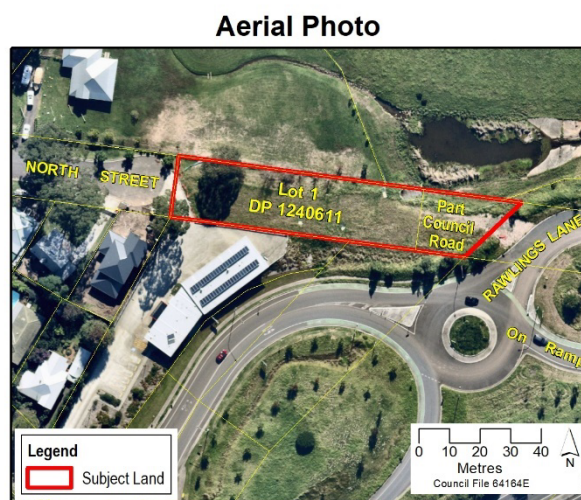 Aerial Photo
NORTH STREET
Lot 1
DP 1240611
Part
Council
Road
RAWLINGS LANE
On Ramp
Legend
Subject Land
0 10 20 30 40
Metres
Council File 64164E
N